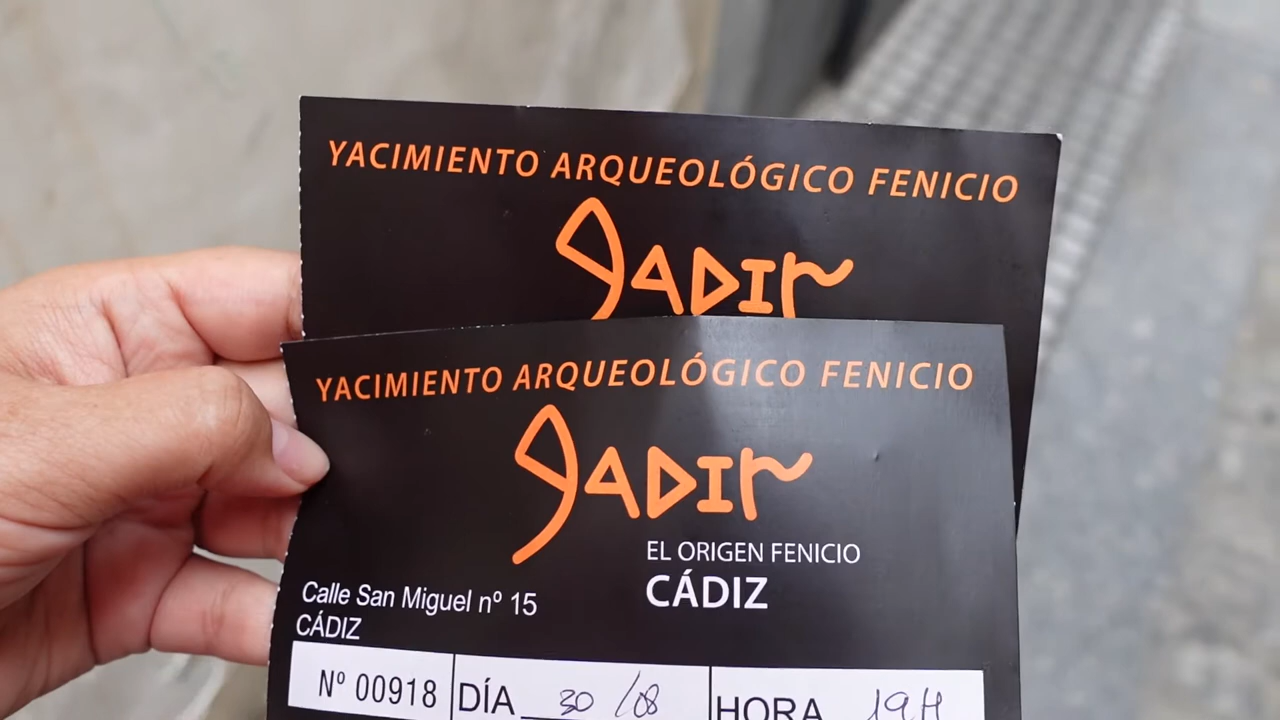 YACIMIENTO ARQUEOLÓGICO FENICIO
gADIr
YACIMIENTO ARQUEOLÓGICO FENICIO
gADIr
EL ORIGEN FENICIO
CÁDIZ
Calle San Miguel nº 15
CÁDIZ
Nº 00918 DÍA 30/08 HORA 19H